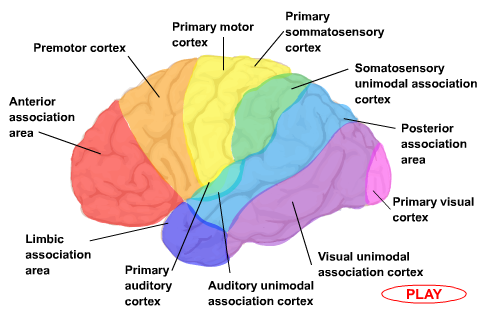 Primary motor
cortex
Primary
sommatosensory
cortex
Premotor cortex
Somatosensory
unimodal association
cortex
Anterior
association
area
Posterior
association
area
Primary visual
cortex
Limbic
association
area
Primary
auditory
cortex
Auditory unimodal
association cortex
Visual unimodal
association cortex
PLAY